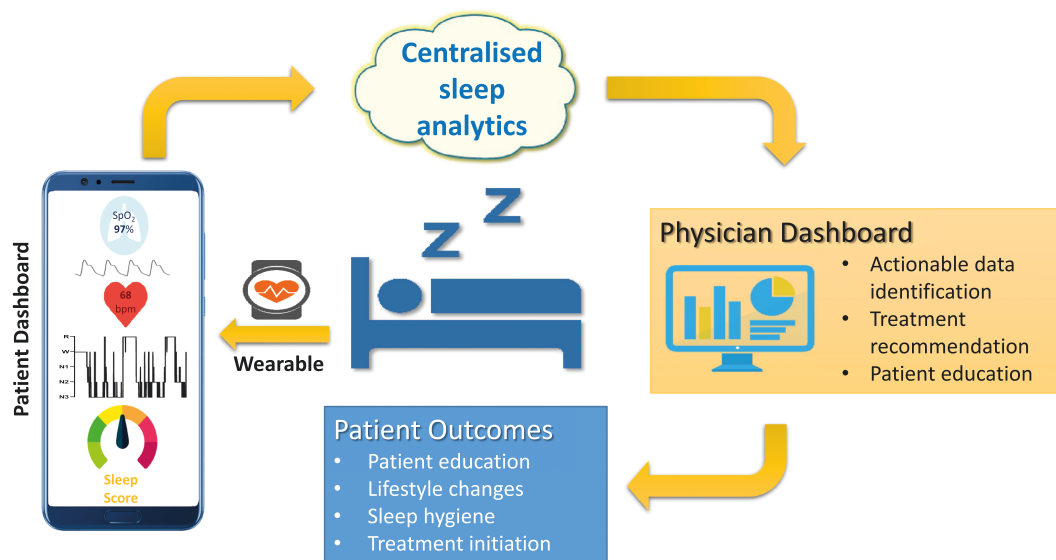 Centralised
sleep
analytics
Z
Z
Patient Dashboard
SpO₂
97%
68
bpm
R
W
N1
N2
N3
Sleep
Score
Wearable
Physician Dashboard
• Actionable data
identification
• Treatment
recommendation
• Patient education
Patient Outcomes
• Patient education
• Lifestyle changes
• Sleep hygiene
• Treatment initiation